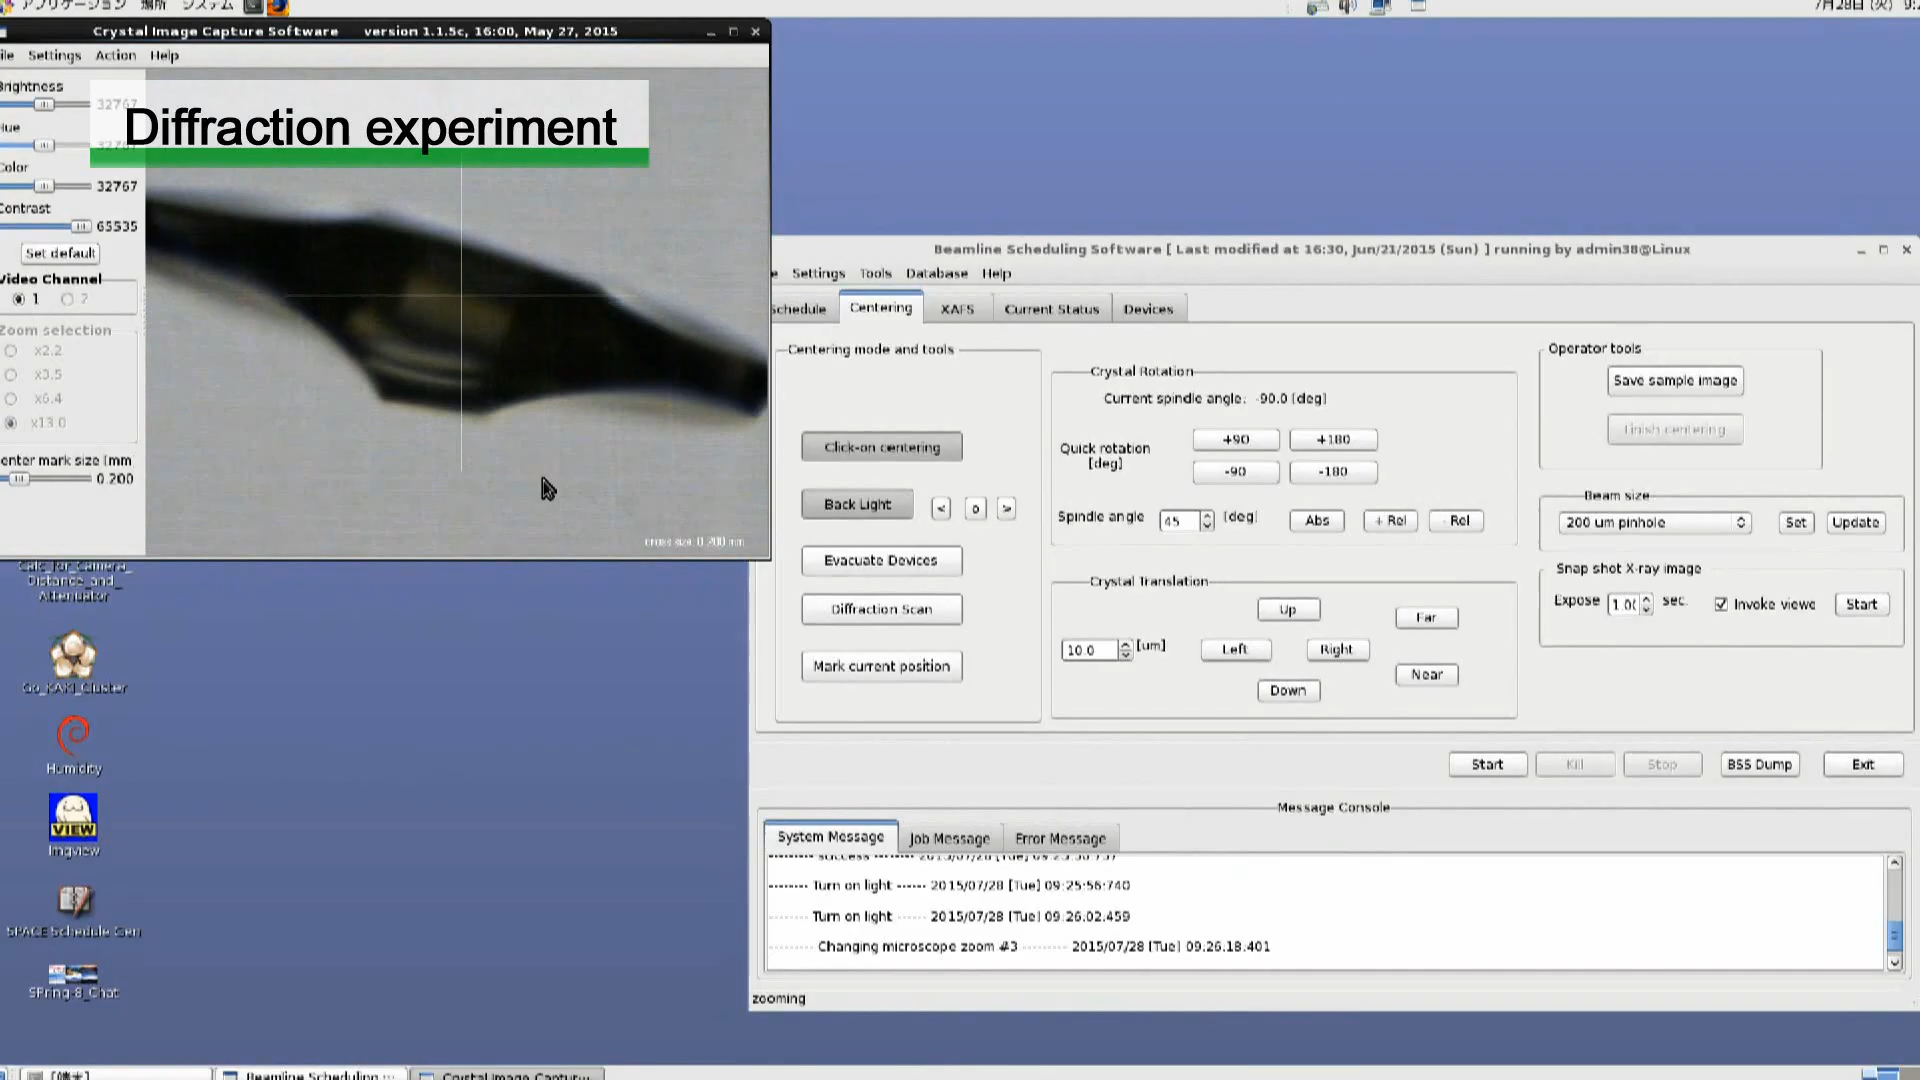 アプリケーション 場所 システム
7月28日 (火)
Crystal Image Capture Software version 1.1.5c, 16:00, May 27, 2015
Settings Action Help
Diffraction experiment
Brightness
32767
Color
32767
Contrast
65535
Set default
Video Channel
1 2
Zoom selection
x2.2
x3.5
x6.4
x13.0
enter mark size [mm
0.200
cross size: 0.200 mm
Beamline Scheduling Software [ Last modified at 16:30, Jun/21/2015 (Sun) ] running by admin38@Linux
Settings Tools Database Help
Schedule Centering XAFS Current Status Devices
Centering mode and tools
Click-on centering
Back Light < o >
Evacuate Devices
Diffraction Scan
Mark current position
Crystal Rotation
Current spindle angle: -90.0 [deg]
Quick rotation
[deg]
+90 +180
-90 -180
Spindle angle 45 [deg] Abs + Rel - Rel
Crystal Translation
10.0 [um]
Up
Left Right
Down
Far
Near
Operator tools
Save sample image
Finish centering
Beam size
200 um pinhole Set Update
Snap shot X-ray image
Expose 1.0 sec. Invoke viewe Start
Start Kill Stop BSS Dump Exit
Message Console
System Message Job Message Error Message
-------- Turn on light ------ 2015/07/28 [Tue] 09:25:56:740
-------- Turn on light ------ 2015/07/28 [Tue] 09:26:02.459
-------- Changing microscope zoom #3 -------- 2015/07/28 [Tue] 09:26:18.401
zooming
Calc_for_Camera_
Distance_and_
Attenuator
Go_KAKI_Cluster
Humidity
VIEW
Imgview
SPACE Schedule Gen
SPring-8_Chat
[端末] Beamline Scheduling ... Crystal Image Captur...